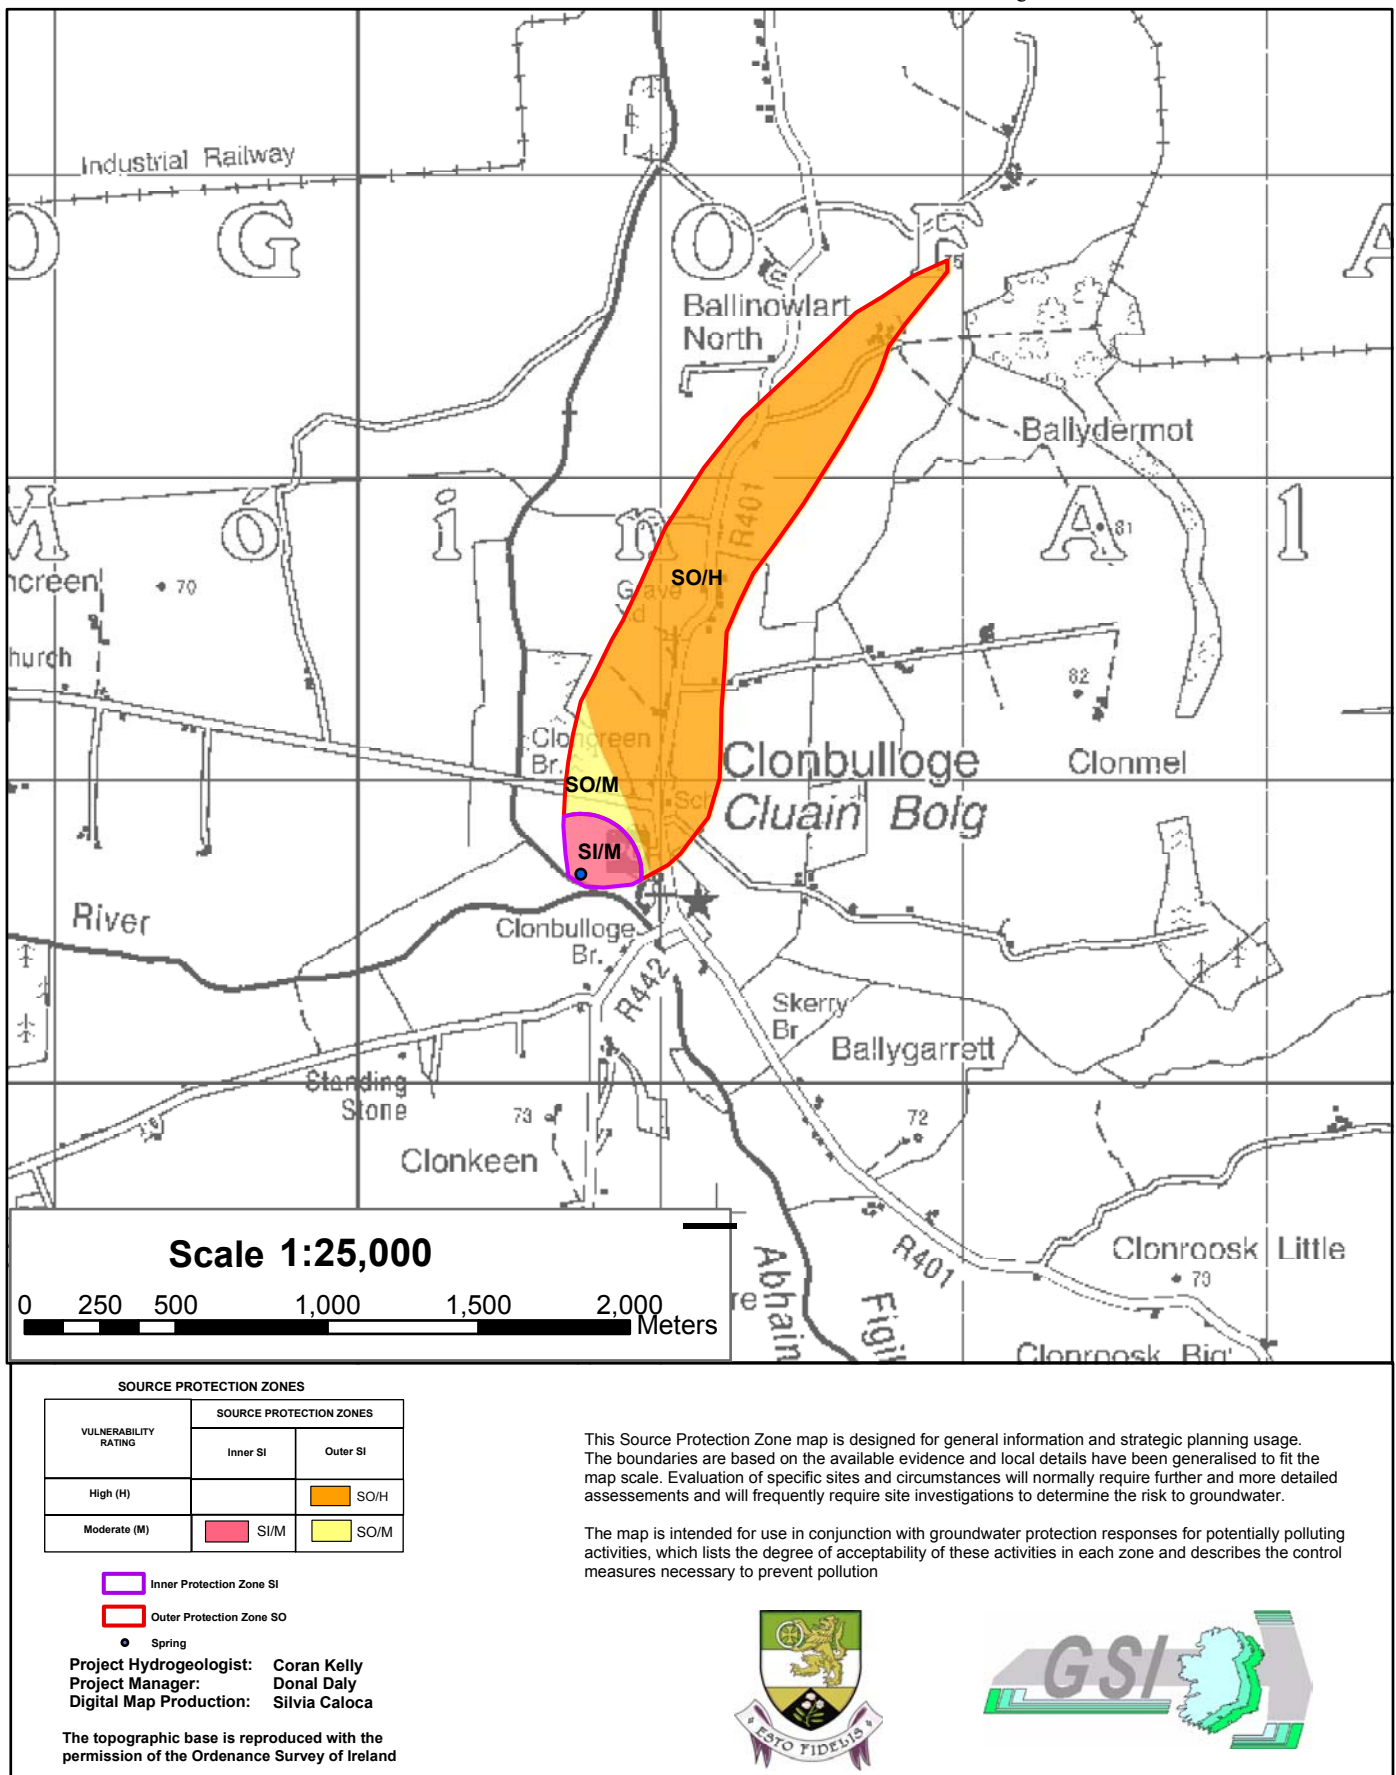 Industrial Railway
O G O F A
75
Ballinowlart
North
Ballydermot
M ó i n A l
81
R401
ncreen
70
SO/H
Grave
Yd
hurch
82
Cloncreen
Br.
Clonbulloge
Clonmel
SO/M
Sch
Cluain Bolg
SI/M
River
Clonbulloge
Br.
R442
Skerry
Br
Ballygarrett
Standing
Stone
73
72
Clonkeen
Scale 1:25,000
0 250 500 1,000 1,500 2,000
Meters
re
Abhain
R401
Clonroosk Little
73
Clonroosk Big
SOURCE PROTECTION ZONES
VULNERABILITY
RATING
SOURCE PROTECTION ZONES
Inner SI Outer SI
High (H) SO/H
Moderate (M) SI/M SO/M
Inner Protection Zone SI
Outer Protection Zone SO
Spring
Project Hydrogeologist: Coran Kelly
Project Manager: Donal Daly
Digital Map Production: Silvia Caloca
The topographic base is reproduced with the
permission of the Ordenance Survey of Ireland
This Source Protection Zone map is designed for general information and strategic planning usage.
The boundaries are based on the available evidence and local details have been generalised to fit the
map scale. Evaluation of specific sites and circumstances will normally require further and more detailed
assessements and will frequently require site investigations to determine the risk to groundwater.
The map is intended for use in conjunction with groundwater protection responses for potentially polluting
activities, which lists the degree of acceptability of these activities in each zone and describes the control
measures necessary to prevent pollution
ESTO FIDELIS
GSI